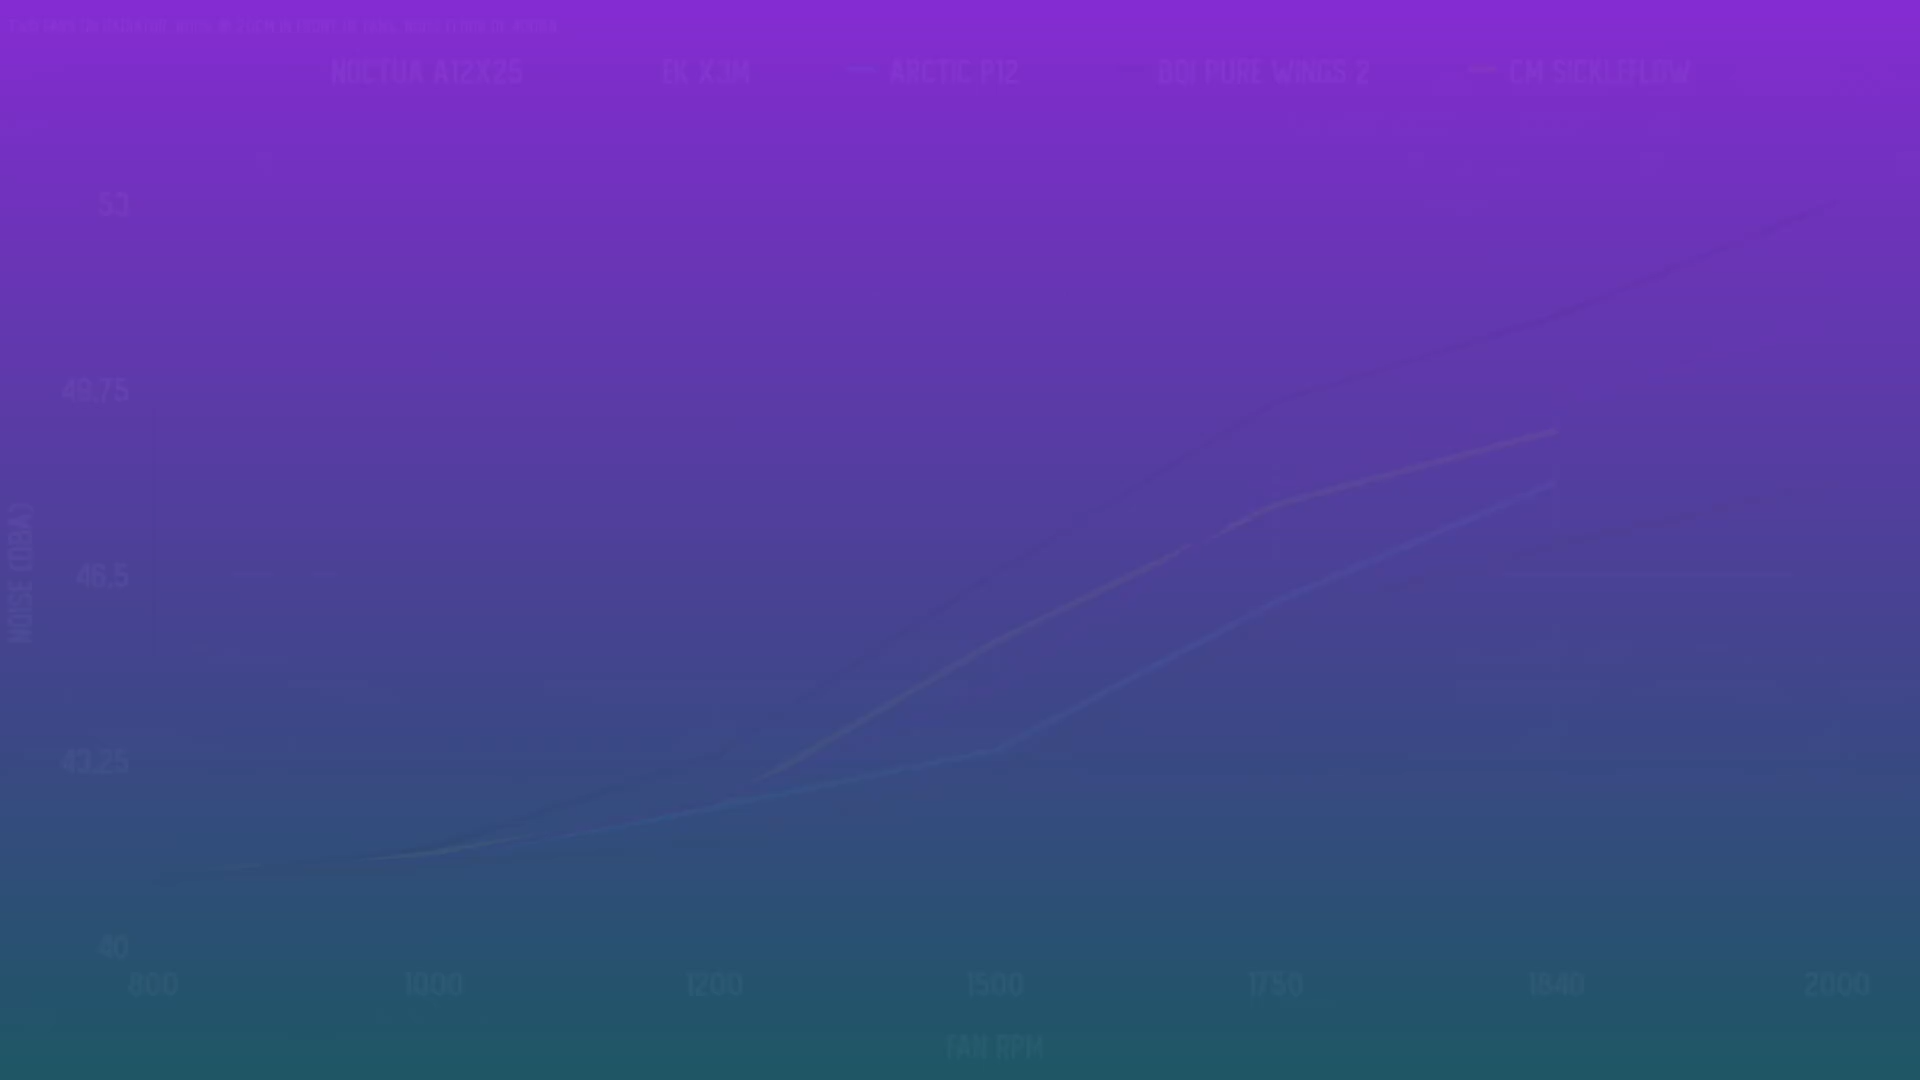 NOCTUA A12X25 EK X3M ARCTIC P12 BQ! PURE WINGS 2 CM SICKLEFLOW
53
49.75
46.5
43.25
40
NOISE (DBA)
800 1000 1200 1500 1750 1940 2000
FAN RPM